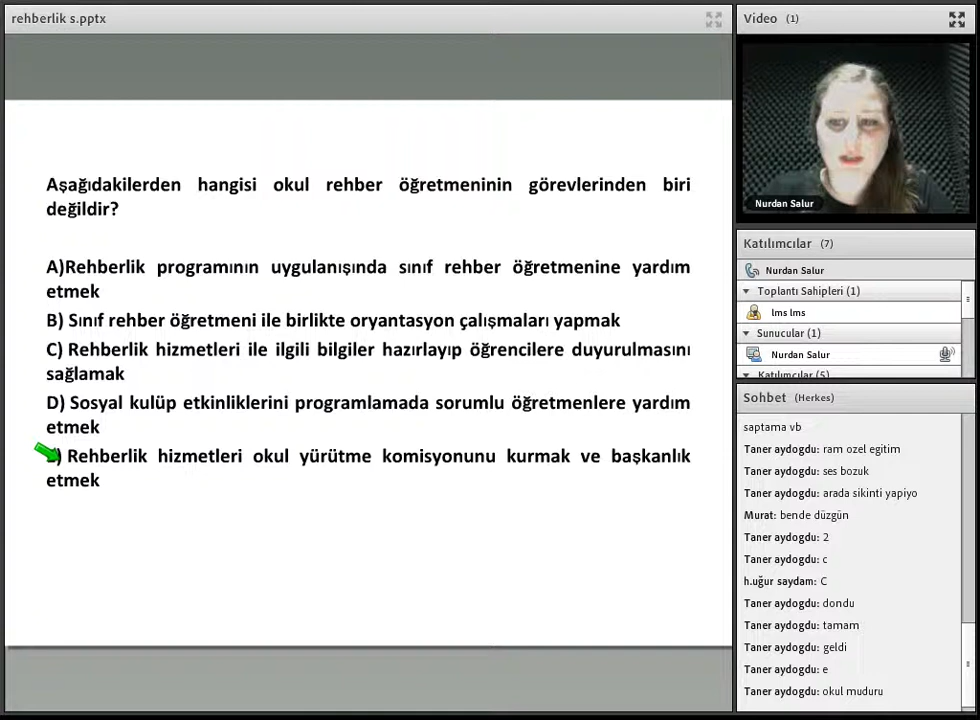 rehberlik s.pptx
Aşağıdakilerden hangisi okul rehber öğretmeninin görevlerinden biri
değildir?
A)Rehberlik programının uygulanışında sınıf rehber öğretmenine yardım
etmek
B) Sınıf rehber öğretmeni ile birlikte oryantasyon çalışmaları yapmak
C) Rehberlik hizmetleri ile ilgili bilgiler hazırlayıp öğrencilere duyurulmasını
sağlamak
D) Sosyal kulüp etkinliklerini programlamada sorumlu öğretmenlere yardım
etmek
) Rehberlik hizmetleri okul yürütme komisyonunu kurmak ve başkanlık
etmek
Video (1)
Nurdan Salur
Katılımcılar (7)
Nurdan Salur
Toplantı Sahipleri (1)
lms lms
Sunucular (1)
Nurdan Salur
Katılımcılar (5)
Sohbet (Herkes)
saptama vb
Taner aydogdu: ram ozel egitim
Taner aydogdu: ses bozuk
Taner aydogdu: arada sikinti yapiyo
Murat: bende düzgün
Taner aydogdu: 2
Taner aydogdu: c
h.uğur saydam: C
Taner aydogdu: dondu
Taner aydogdu: tamam
Taner aydogdu: geldi
Taner aydogdu: e
Taner aydogdu: okul muduru